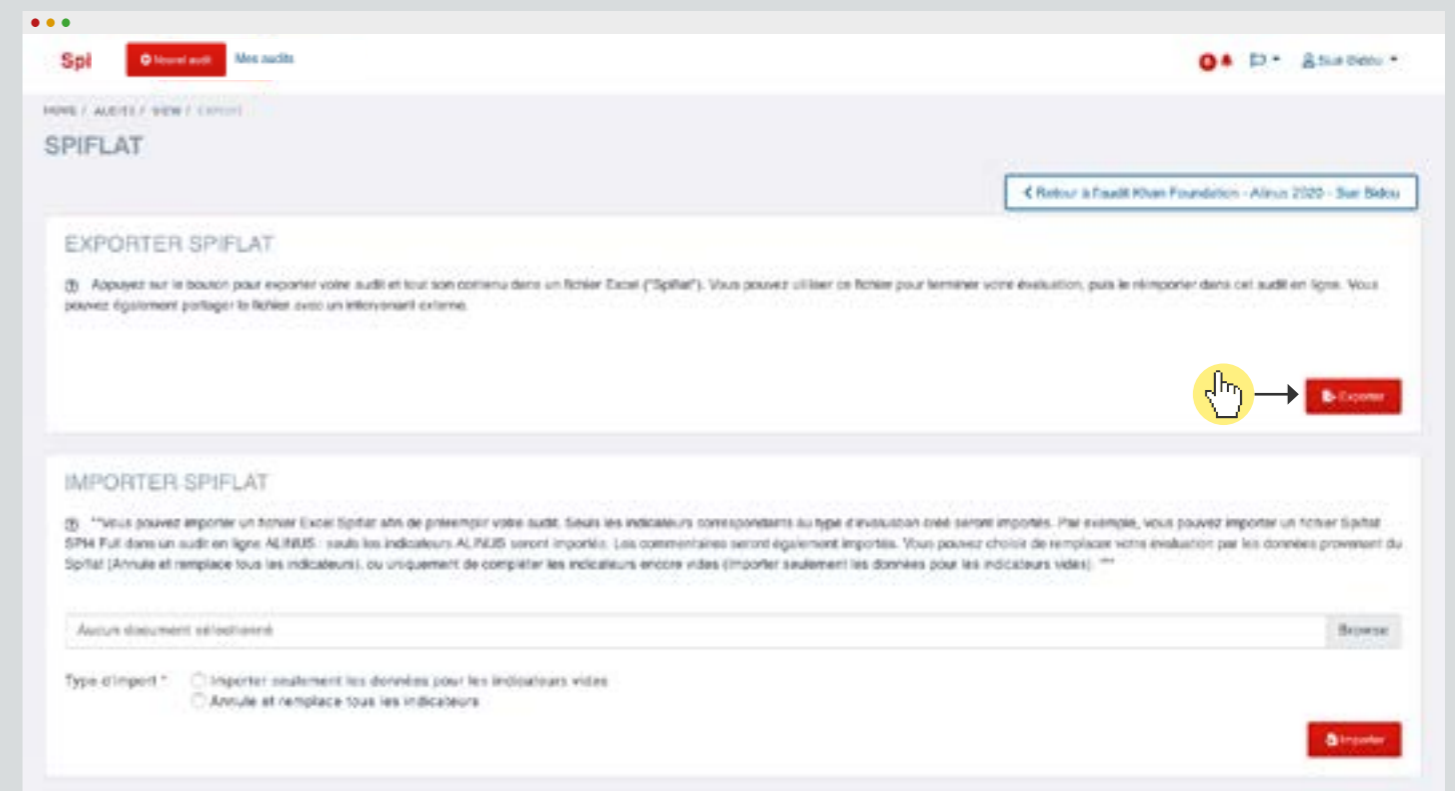 Spi
Nouvel audit
Mes audits
0
Sue Bidou
HOME / AUDITS / VIEW / EXPORT
SPIFLAT
Retour à l'audit Khan Foundation - Alinus 2020 - Sue Bidou
EXPORTER SPIFLAT
Appuyez sur le bouton pour exporter votre audit et tout son contenu dans un fichier Excel ("Spiflat"). Vous pouvez utiliser ce fichier pour terminer votre évaluation, puis le réimporter dans cet audit en ligne. Vous
pouvez également partager le fichier avec un intervenant externe.
Exporter
IMPORTER SPIFLAT
""Vous pouvez importer un fichier Excel Spiflat afin de préremplir votre audit. Seuls les indicateurs correspondants au type d'évaluation créé seront importés. Par exemple, vous pouvez importer un fichier Spiflat
SPI4 Full dans un audit en ligne ALINUS : seuls les indicateurs ALINUS seront importés. Les commentaires seront également importés. Vous pouvez choisir de remplacer votre évaluation par les données provenant du
Spiflat (Annule et remplace tous les indicateurs), ou uniquement de compléter les indicateurs encore vides (Importer seulement les données pour les indicateurs vides). ""
Aucun document sélectionné
Browse
Type d'import *
Importer seulement les données pour les indicateurs vides
Annule et remplace tous les indicateurs
Importer